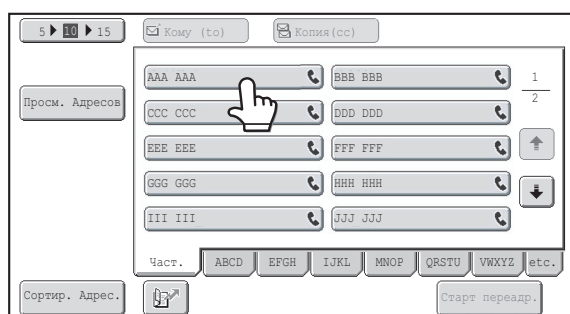 5 10 15
Кому (to)
Копия(cc)
Просм. Адресов
AAA AAA
BBB BBB
1
2
CCC CCC
DDD DDD
EEE EEE
FFF FFF
GGG GGG
HHH HHH
III III
JJJ JJJ
Част.
ABCD
EFGH
IJKL
MNOP
QRSTU
VWXYZ
etc.
Сортир. Адрес.
Старт переадр.